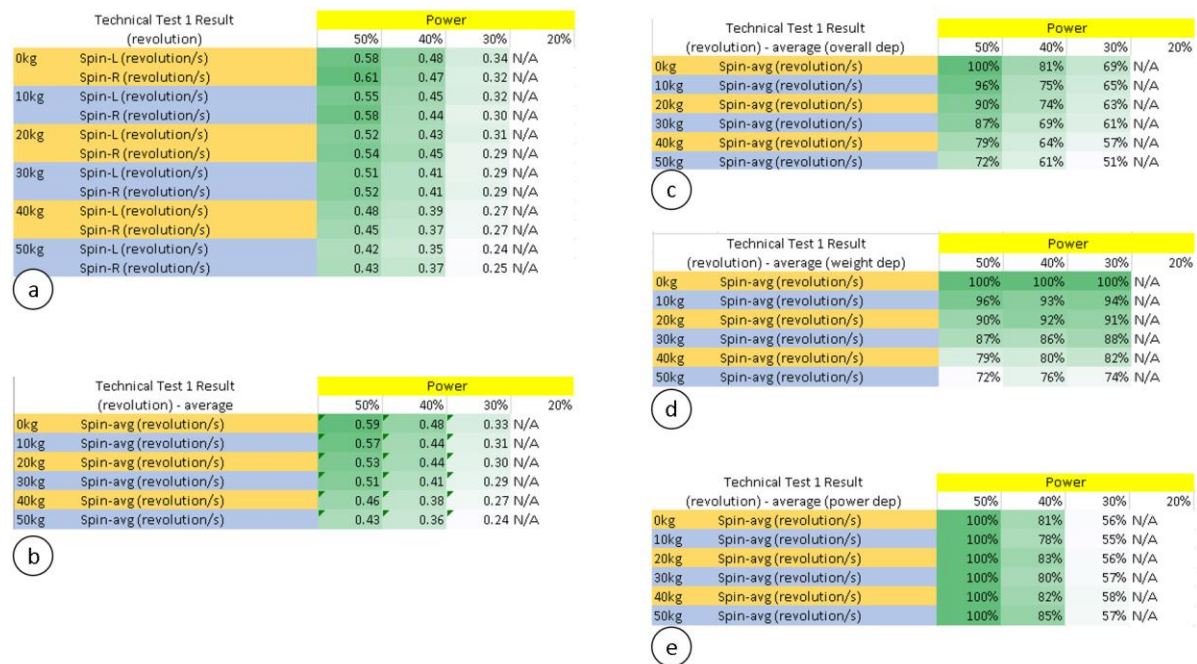 Technical Test 1 Result Power
(revolution) 50% 40% 30% 20%
0kg Spin-L (revolution/s) 0.58 0.48 0.34 N/A
Spin-R (revolution/s) 0.61 0.47 0.32 N/A
10kg Spin-L (revolution/s) 0.55 0.45 0.32 N/A
Spin-R (revolution/s) 0.58 0.44 0.30 N/A
20kg Spin-L (revolution/s) 0.52 0.43 0.31 N/A
Spin-R (revolution/s) 0.54 0.45 0.29 N/A
30kg Spin-L (revolution/s) 0.51 0.41 0.29 N/A
Spin-R (revolution/s) 0.52 0.41 0.29 N/A
40kg Spin-L (revolution/s) 0.48 0.39 0.27 N/A
Spin-R (revolution/s) 0.45 0.37 0.27 N/A
50kg Spin-L (revolution/s) 0.42 0.35 0.24 N/A
Spin-R (revolution/s) 0.43 0.37 0.25 N/A
a
Technical Test 1 Result Power
(revolution) - average 50% 40% 30% 20%
0kg Spin-avg (revolution/s) 0.59 0.48 0.33 N/A
10kg Spin-avg (revolution/s) 0.57 0.44 0.31 N/A
20kg Spin-avg (revolution/s) 0.53 0.44 0.30 N/A
30kg Spin-avg (revolution/s) 0.51 0.41 0.29 N/A
40kg Spin-avg (revolution/s) 0.46 0.38 0.27 N/A
50kg Spin-avg (revolution/s) 0.43 0.36 0.24 N/A
b
Technical Test 1 Result Power
(revolution) - average (overall dep) 50% 40% 30% 20%
0kg Spin-avg (revolution/s) 100% 81% 69% N/A
10kg Spin-avg (revolution/s) 96% 75% 65% N/A
20kg Spin-avg (revolution/s) 90% 74% 63% N/A
30kg Spin-avg (revolution/s) 87% 69% 61% N/A
40kg Spin-avg (revolution/s) 79% 64% 57% N/A
50kg Spin-avg (revolution/s) 72% 61% 51% N/A
c
Technical Test 1 Result Power
(revolution) - average (weight dep) 50% 40% 30% 20%
0kg Spin-avg (revolution/s) 100% 100% 100% N/A
10kg Spin-avg (revolution/s) 96% 93% 94% N/A
20kg Spin-avg (revolution/s) 90% 92% 91% N/A
30kg Spin-avg (revolution/s) 87% 86% 88% N/A
40kg Spin-avg (revolution/s) 79% 80% 82% N/A
50kg Spin-avg (revolution/s) 72% 76% 74% N/A
d
Technical Test 1 Result Power
(revolution) - average (power dep) 50% 40% 30% 20%
0kg Spin-avg (revolution/s) 100% 81% 56% N/A
10kg Spin-avg (revolution/s) 100% 78% 55% N/A
20kg Spin-avg (revolution/s) 100% 83% 56% N/A
30kg Spin-avg (revolution/s) 100% 80% 57% N/A
40kg Spin-avg (revolution/s) 100% 82% 58% N/A
50kg Spin-avg (revolution/s) 100% 85% 57% N/A
e